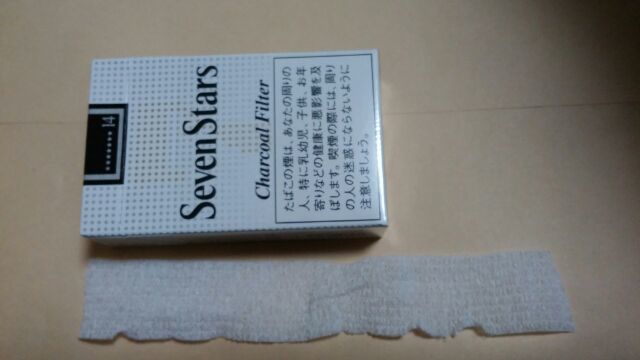 14
Seven Stars
Charcoal Filter
たばこの煙は、あなたの周りの
人、特に乳幼児、子供、お年
寄りなどの健康に悪影響を及
ぼします。喫煙の際には、周り
の人の迷惑にならないように
注意しましょう。